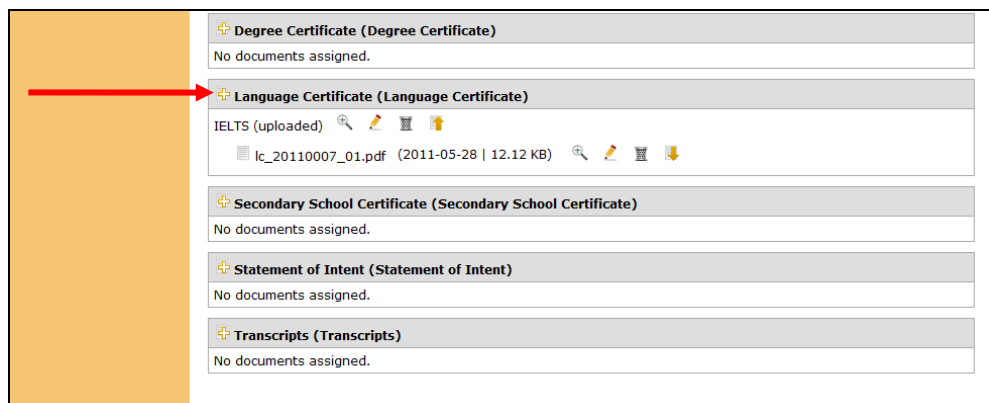 Degree Certificate (Degree Certificate)
No documents assigned.
Language Certificate (Language Certificate)
IELTS (uploaded)
lc_20110007_01.pdf (2011-05-28 | 12.12 KB)
Secondary School Certificate (Secondary School Certificate)
No documents assigned.
Statement of Intent (Statement of Intent)
No documents assigned.
Transcripts (Transcripts)
No documents assigned.